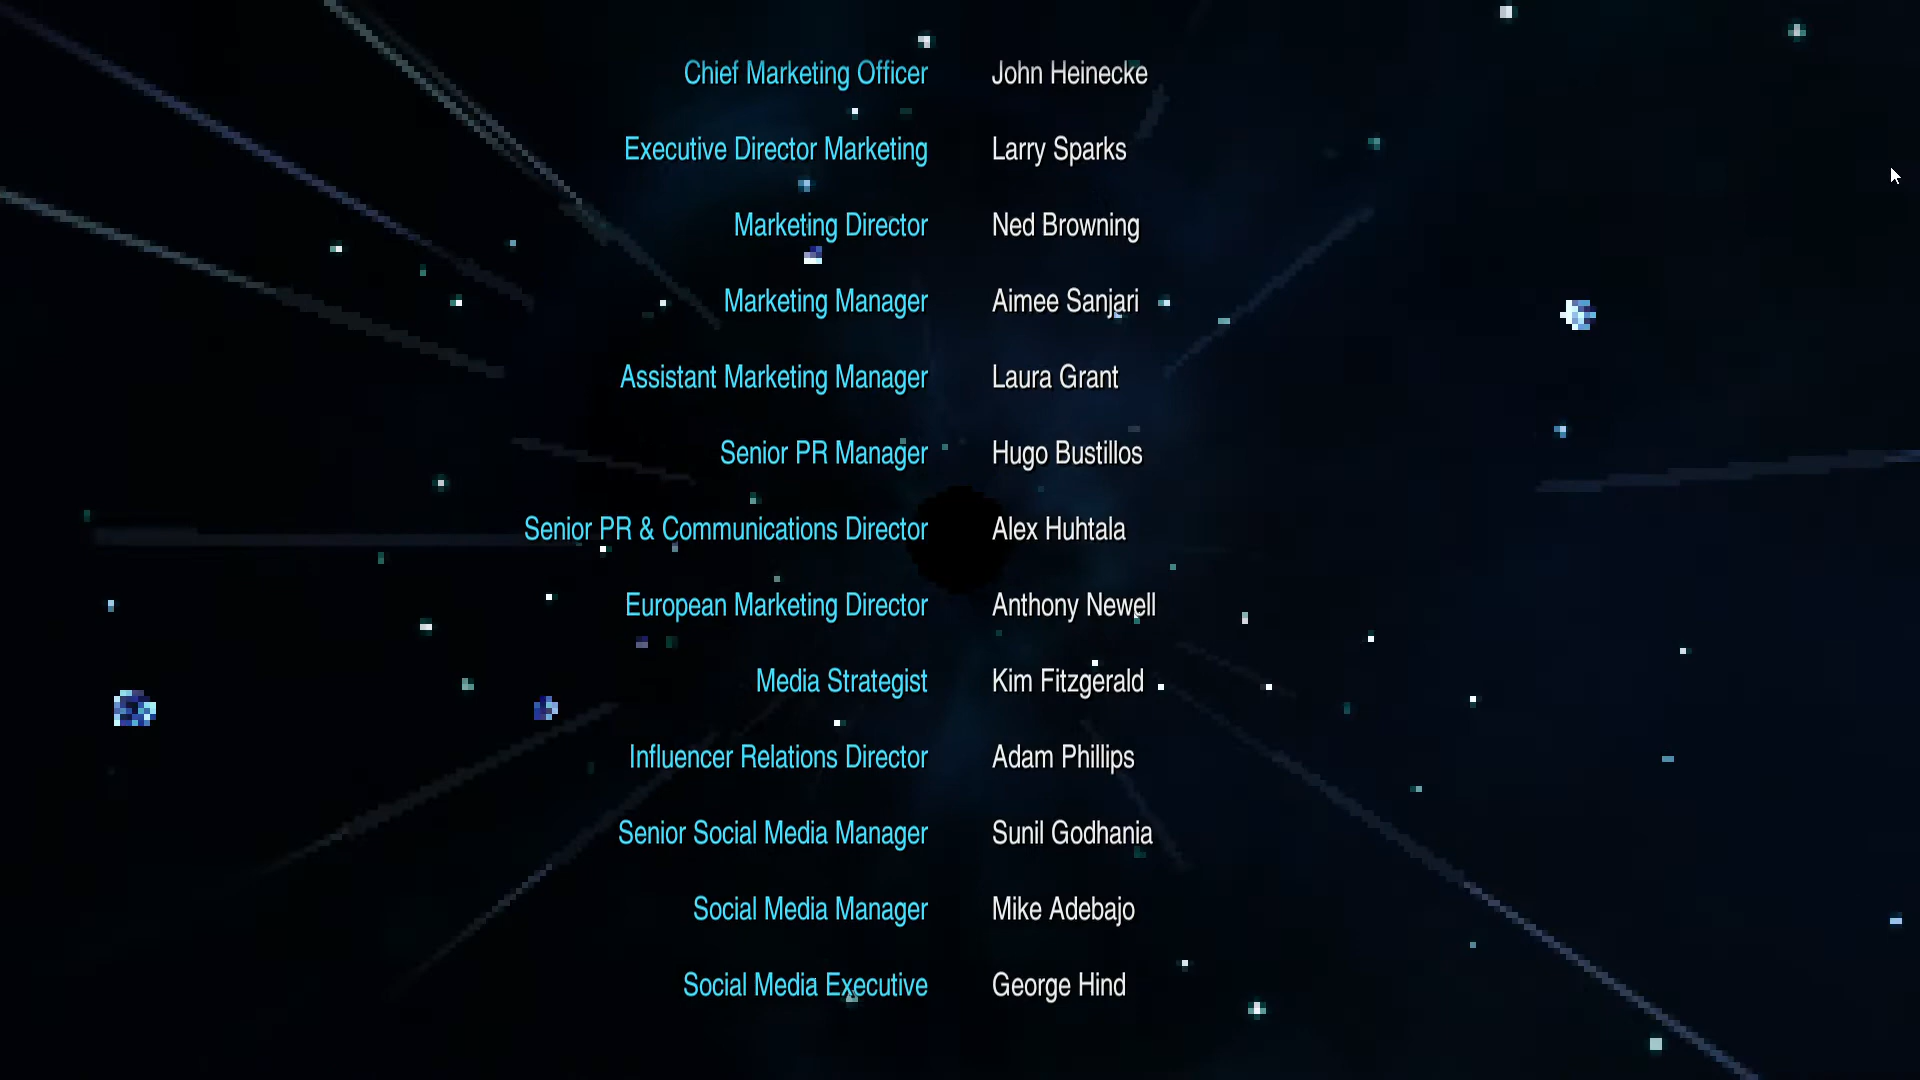 Chief Marketing Officer John Heinecke
Executive Director Marketing Larry Sparks
Marketing Director Ned Browning
Marketing Manager Aimee Sanjari
Assistant Marketing Manager Laura Grant
Senior PR Manager Hugo Bustillos
Senior PR & Communications Director Alex Huhtala
European Marketing Director Anthony Newell
Media Strategist Kim Fitzgerald
Influencer Relations Director Adam Phillips
Senior Social Media Manager Sunil Godhania
Social Media Manager Mike Adebajo
Social Media Executive George Hind